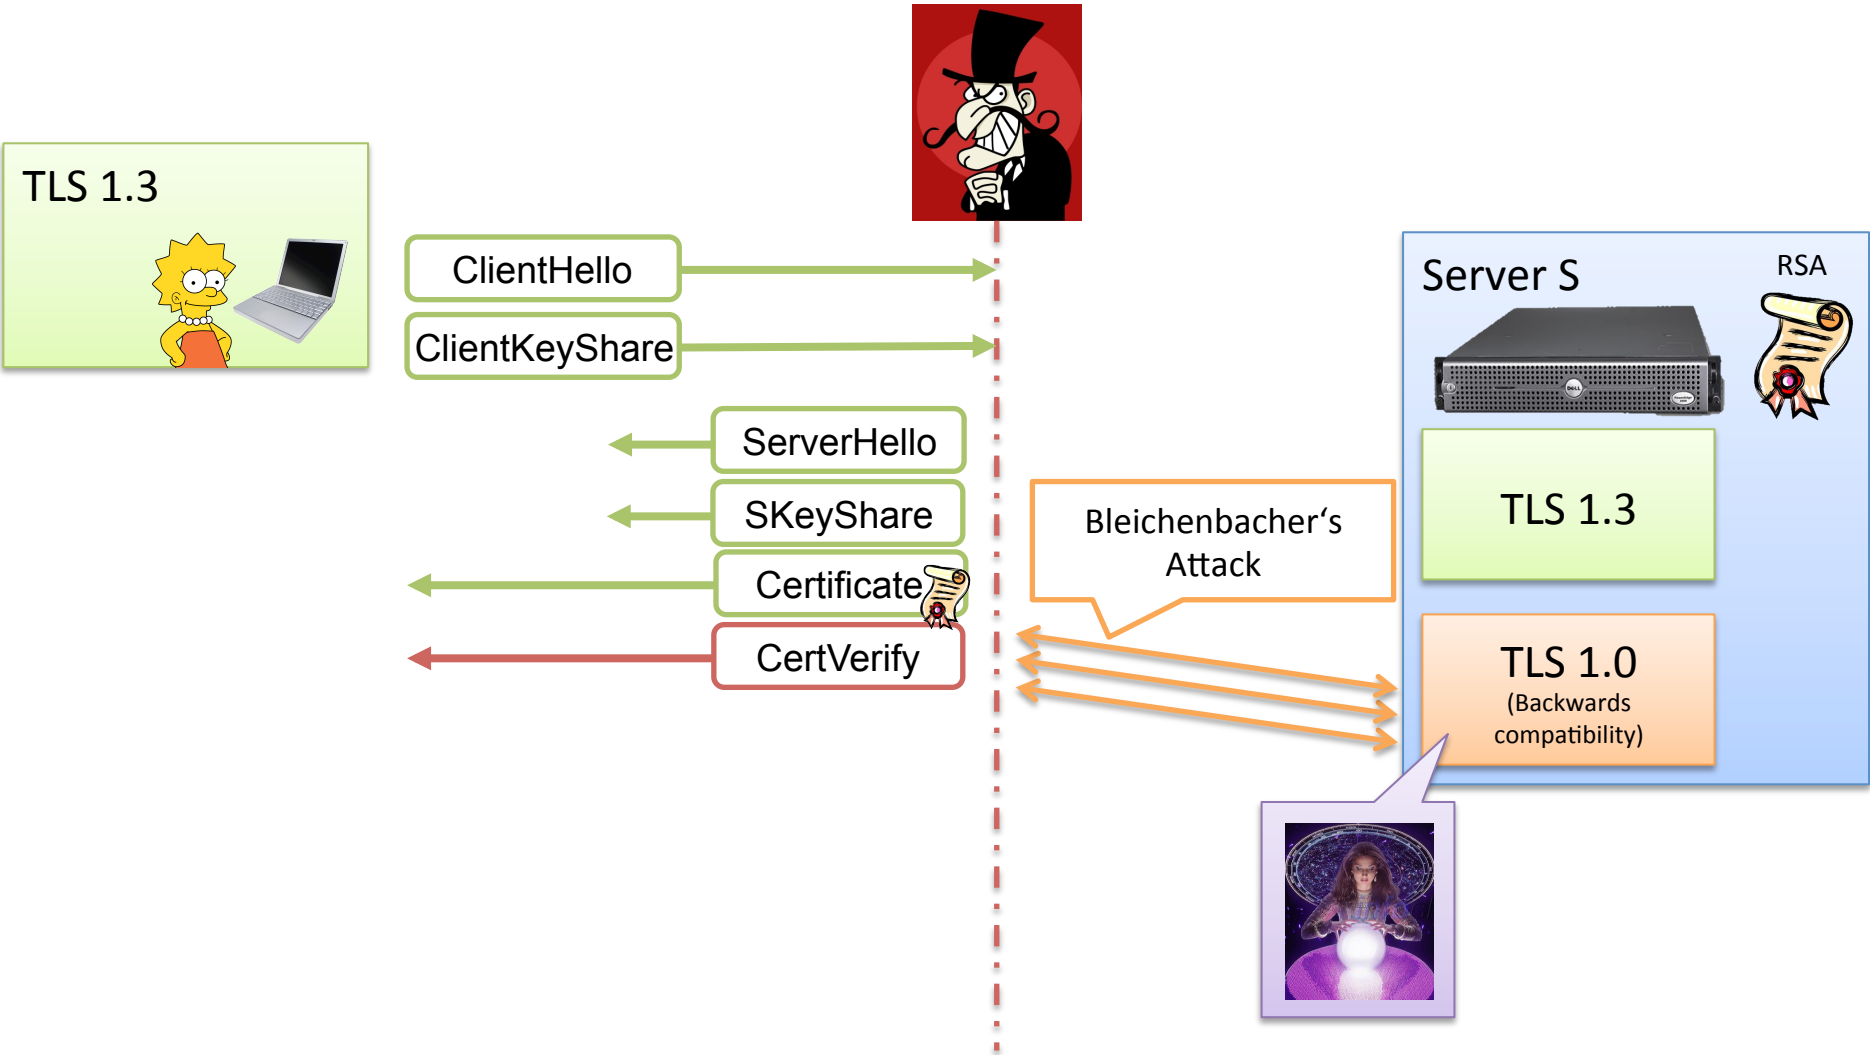 TLS 1.3
ClientHello
ClientKeyShare
ServerHello
SKeyShare
Certificate
CertVerify
Bleichenbacher‘s
Attack
Server S
RSA
DELL
TLS 1.3
TLS 1.0
(Backwards
compatibility)